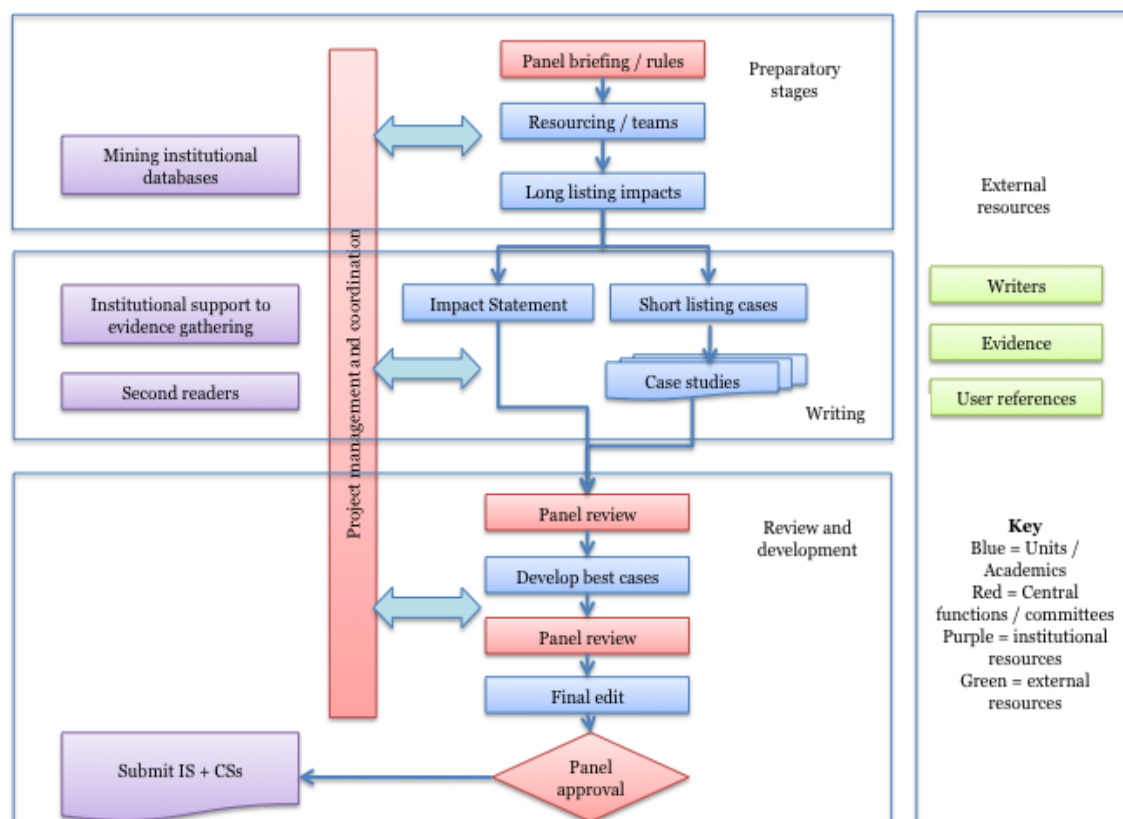 Panel briefing / rules
Preparatory
stages
Resourcing / teams
Mining institutional
databases
Long listing impacts
Project management and coordination
Institutional support to
evidence gathering
Impact Statement
Short listing cases
Second readers
Case studies
Writing
Panel review
Review and
development
Develop best cases
Panel review
Final edit
Panel
approval
Submit IS + CSs
External
resources
Writers
Evidence
User references
Key
Blue = Units /
Academics
Red = Central
functions / committees
Purple = institutional
resources
Green = external
resources